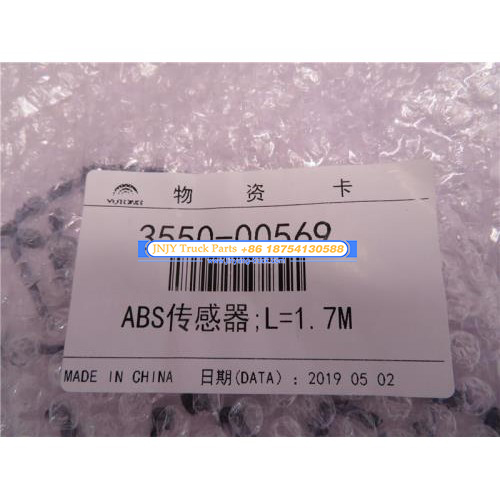 YUTONG
物 资 卡
3550-00569
JNJY Truck Parts +86 18754130588
ABS传感器;L=1.7M
MADE IN CHINA 日期(DATA) : 2019 05 02